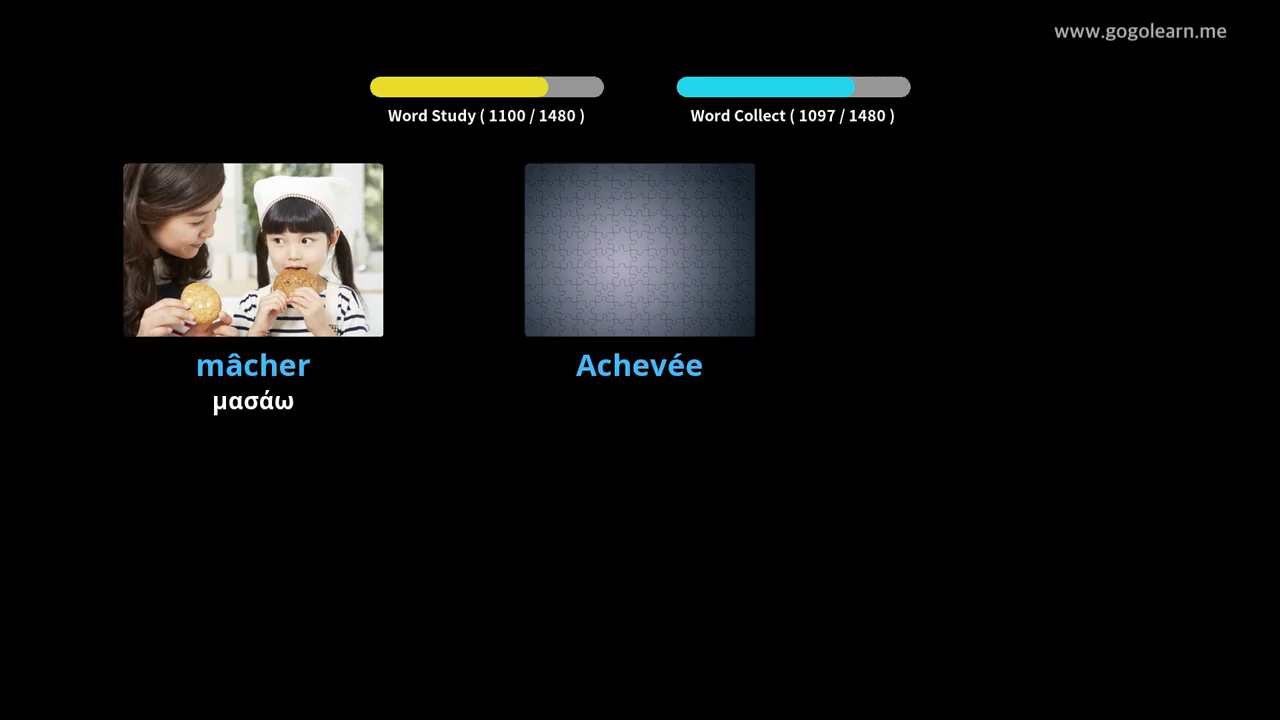 www.gogolearn.me
Word Study ( 1100 / 1480 )
Word Collect ( 1097 / 1480 )
mâcher
μασάω
Achevée